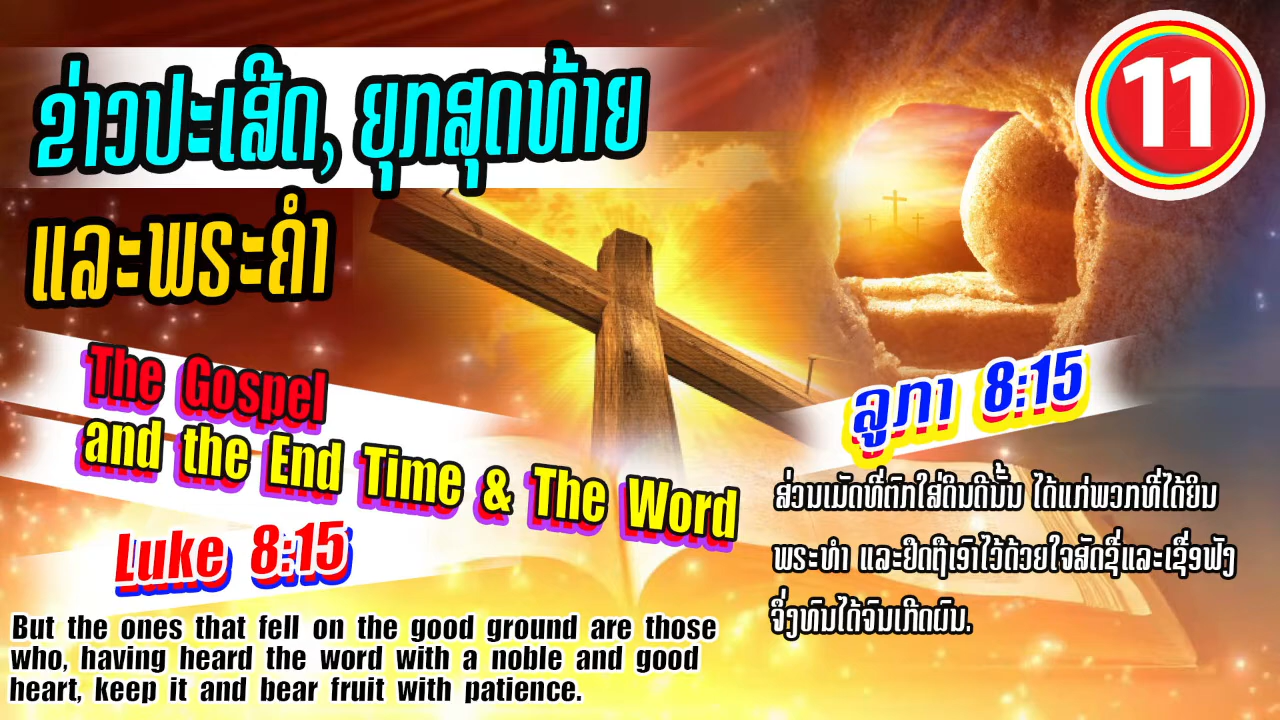 11
ຂ່າວປະເສີດ, ຍຸກສຸດທ້າຍ
ແລະພຣະຄຳ
The Gospel
and the End Time & The Word
Luke 8:15
But the ones that fell on the good ground are those
who, having heard the word with a noble and good
heart, keep it and bear fruit with patience.
ລູກາ 8:15
ສ່ວນເມັດທີ່ຕົກໃສ່ດິນດີນັ້ນ ໄດ້ແກ່ພວກທີ່ໄດ້ຍິນ
ພຣະທຳ ແລະຢຶດຖືເອົາໄວ້ດ້ວຍໃຈສັດຊື່ແລະເຊື່ອຟັງ
ຈຶ່ງທົນໄດ້ຈົນເກີດຜົນ.